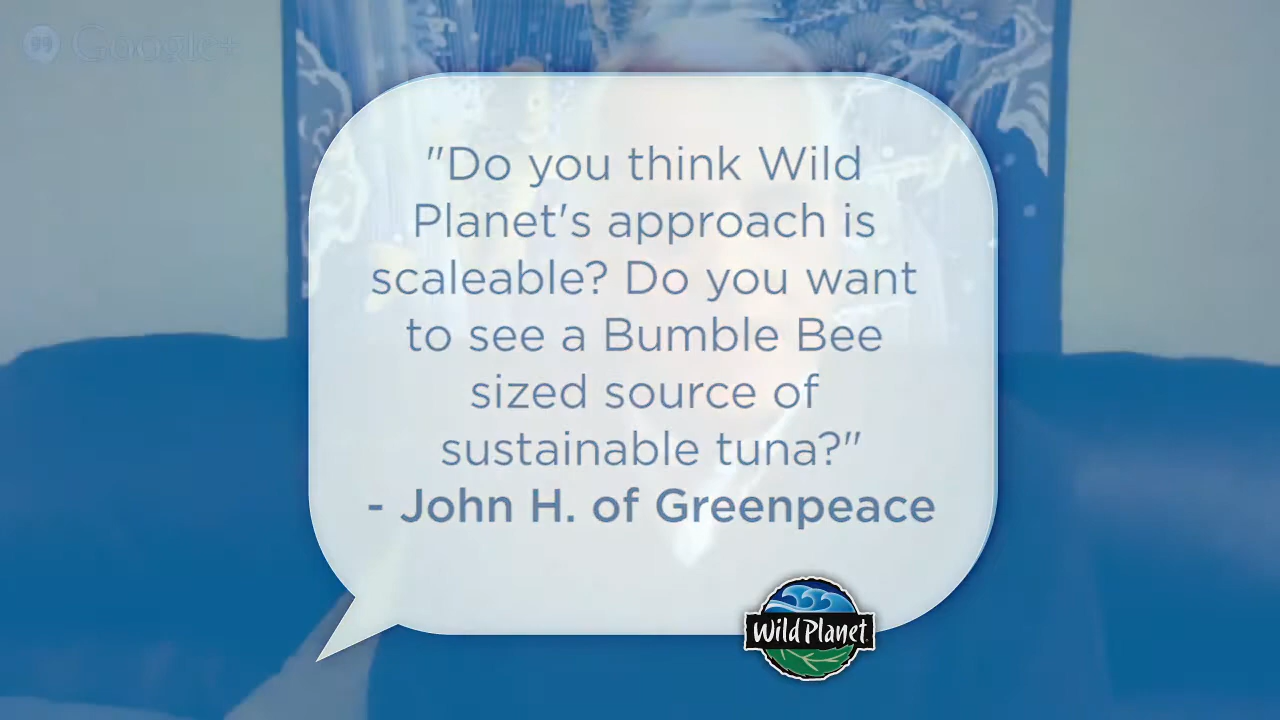 Google+
"Do you think Wild
Planet's approach is
scaleable? Do you want
to see a Bumble Bee
sized source of
sustainable tuna?"
- John H. of Greenpeace
Wild Planet